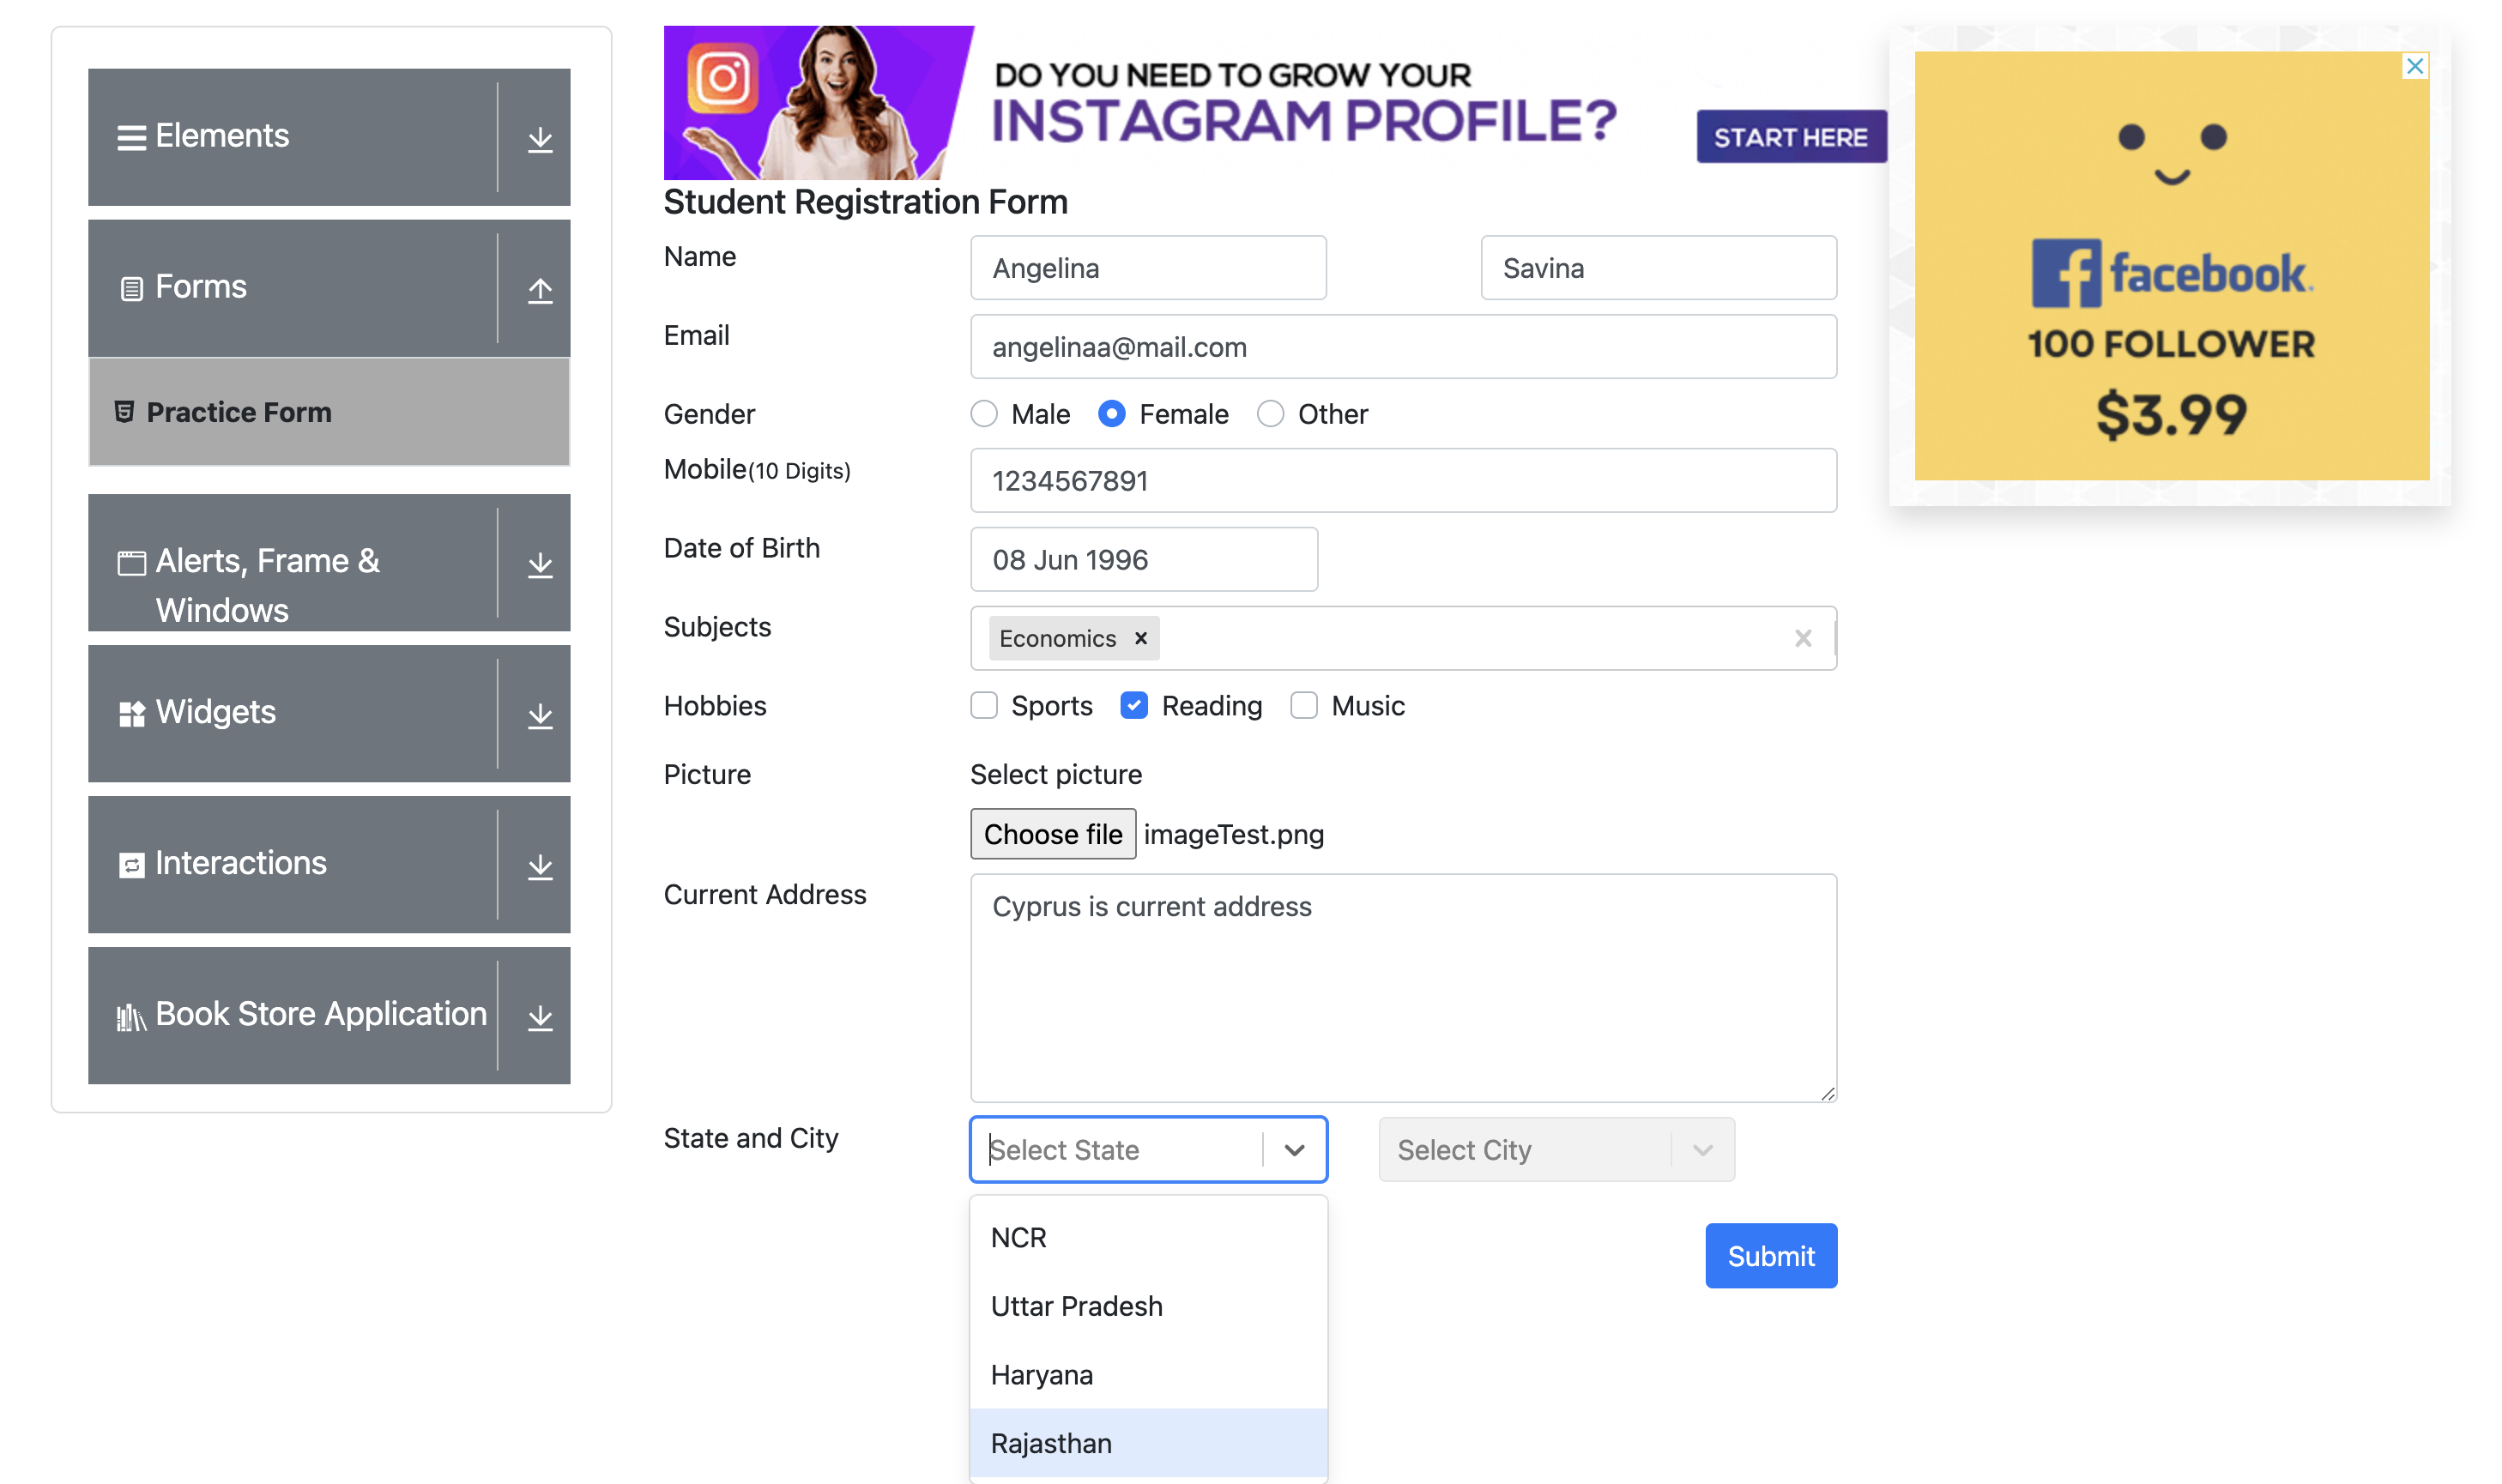 Elements
Forms
Practice Form
Alerts, Frame &
Windows
Widgets
Interactions
Book Store Application
DO YOU NEED TO GROW YOUR
INSTAGRAM PROFILE?
START HERE
Student Registration Form
Name Angelina Savina
Email angelinaa@mail.com
Gender Male Female Other
Mobile(10 Digits) 1234567891
Date of Birth 08 Jun 1996
Subjects Economics
Hobbies Sports Reading Music
Picture Select picture
Choose file imageTest.png
Current Address Cyprus is current address
State and City Select State Select City
NCR
Submit
Uttar Pradesh
Haryana
Rajasthan
facebook.
100 FOLLOWER
$3.99